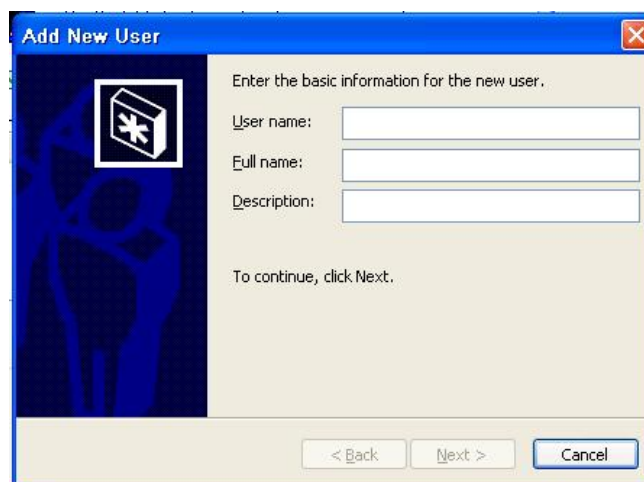 Add New User
Enter the basic information for the new user.
User name:
Full name:
Description:
To continue, click Next.
< Back
Next >
Cancel